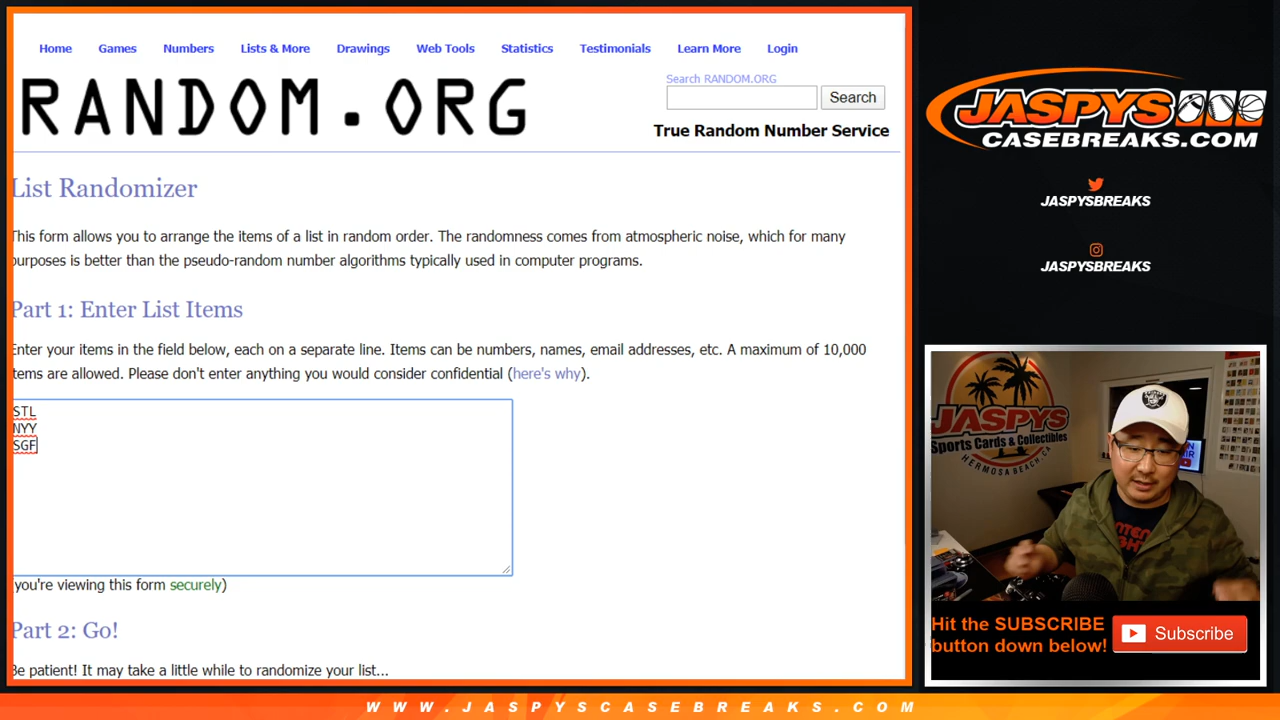 Home Games Numbers Lists & More Drawings Web Tools Statistics Testimonials Learn More Login
RANDOM.ORG
Search RANDOM.ORG
Search
True Random Number Service
List Randomizer
This form allows you to arrange the items of a list in random order. The randomness comes from atmospheric noise, which for many
purposes is better than the pseudo-random number algorithms typically used in computer programs.
Part 1: Enter List Items
Enter your items in the field below, each on a separate line. Items can be numbers, names, email addresses, etc. A maximum of 10,000
items are allowed. Please don't enter anything you would consider confidential (here's why).
STL
NYY
SGF
(you're viewing this form securely)
Part 2: Go!
Be patient! It may take a little while to randomize your list...
JASPYS
CASEBREAKS.COM
JASPYSBREAKS
JASPYSBREAKS
JASPYS
Sports Cards & Collectibles
HERMOSA BEACH, CA
Hit the SUBSCRIBE
button down below!
Subscribe
WWW.JASPYSCASEBREAKS.COM